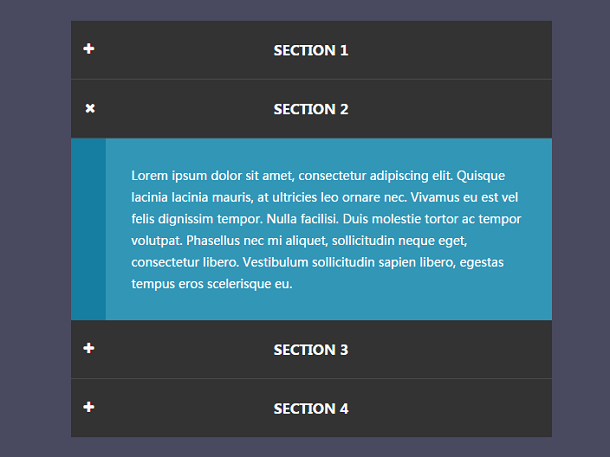 SECTION 1
SECTION 2
Lorem ipsum dolor sit amet, consectetur adipiscing elit. Quisque
lacinia lacinia mauris, at ultricies leo ornare nec. Vivamus eu est vel
felis dignissim tempor. Nulla facilisi. Duis molestie tortor ac tempor
volutpat. Phasellus nec mi aliquet, sollicitudin neque eget,
consectetur libero. Vestibulum sollicitudin sapien libero, egestas
tempus eros scelerisque eu.
SECTION 3
SECTION 4